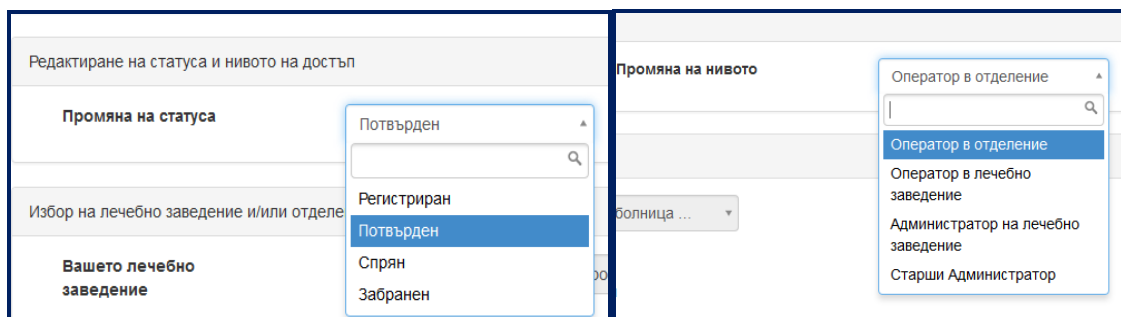 Редактиране на статуса и нивото на достъп
Промяна на статуса
Потвърден
Регистриран
Потвърден
Спрян
Забранен
Избор на лечебно заведение и/или отделе
Вашето лечебно
заведение
Промяна на нивото
Оператор в отделение
Оператор в отделение
Оператор в лечебно
заведение
Администратор на лечебно
заведение
Старши Администратор
болница ...